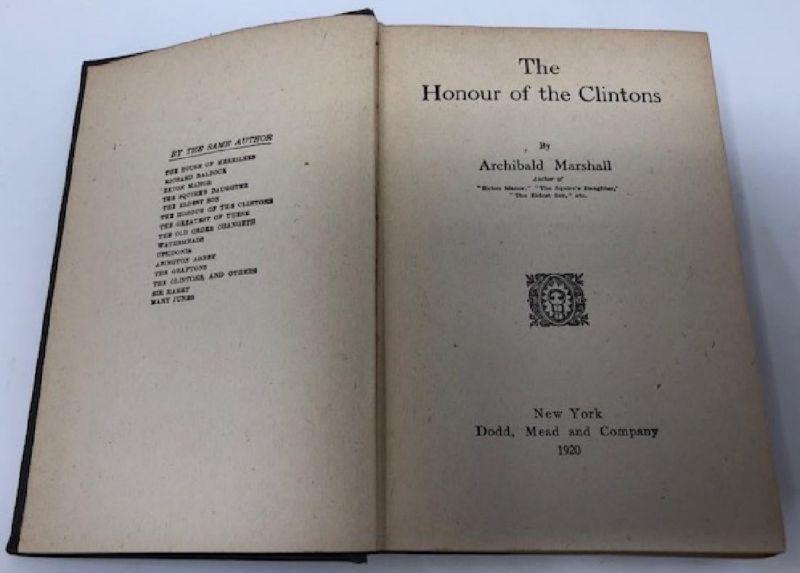 BY THE SAME AUTHOR
THE HOUSE OF MERRILEES
RICHARD BALDOCK
EXTON MANOR
THE SQUIRE'S DAUGHTER
THE ELDEST SON
THE HONOUR OF THE CLINTONS
THE GREATEST OF THESE
THE OLD ORDER CHANGETH
WATERMEADS
UPSIDONIA
ABINGTON ABBEY
THE GRAFTONS
THE CLINTONS, AND OTHERS
SIR HARRY
MANY JUNES
The
Honour of the Clintons
By
Archibald Marshall
Author of
"Exton Manor," "The Squire's Daughter,"
"The Eldest Son," etc.
New York
Dodd, Mead and Company
1920